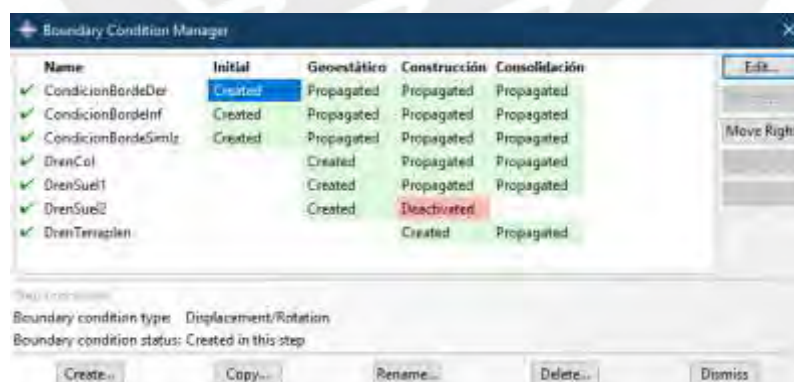 Boundary Condition Manager
Name Initial Geoestático Construcción Consolidación
CondicionBordeDer Created Propagated Propagated Propagated
CondicionBordeInf Created Propagated Propagated Propagated
CondicionBordeSimIz Created Propagated Propagated Propagated
DrenCol Created Propagated Propagated
DrenSuel1 Created Propagated Propagated
DrenSuel2 Created Deactivated
DrenTerraplen Created Propagated
Edit...
Move Right
Boundary condition type: Displacement/Rotation
Boundary condition status: Created in this step
Create... Copy... Rename... Delete... Dismiss